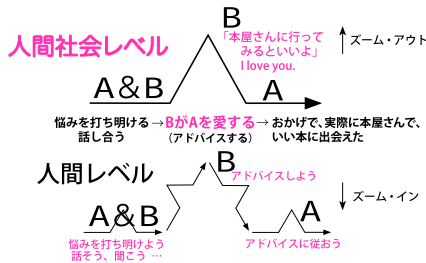 人間社会レベル
B
「本屋さんに行って
みるといいよ」
I love you.
ズーム・アウト
A&B
A
悩みを打ち明ける→BがAを愛する→おかげで、実際に本屋さんで、
話し合う (アドバイスする) いい本に出会えた
人間レベル
B
アドバイスしよう
ズーム・イン
A&B
A
悩みを打ち明けよう
話そう、聞こう …
アドバイスに従おう